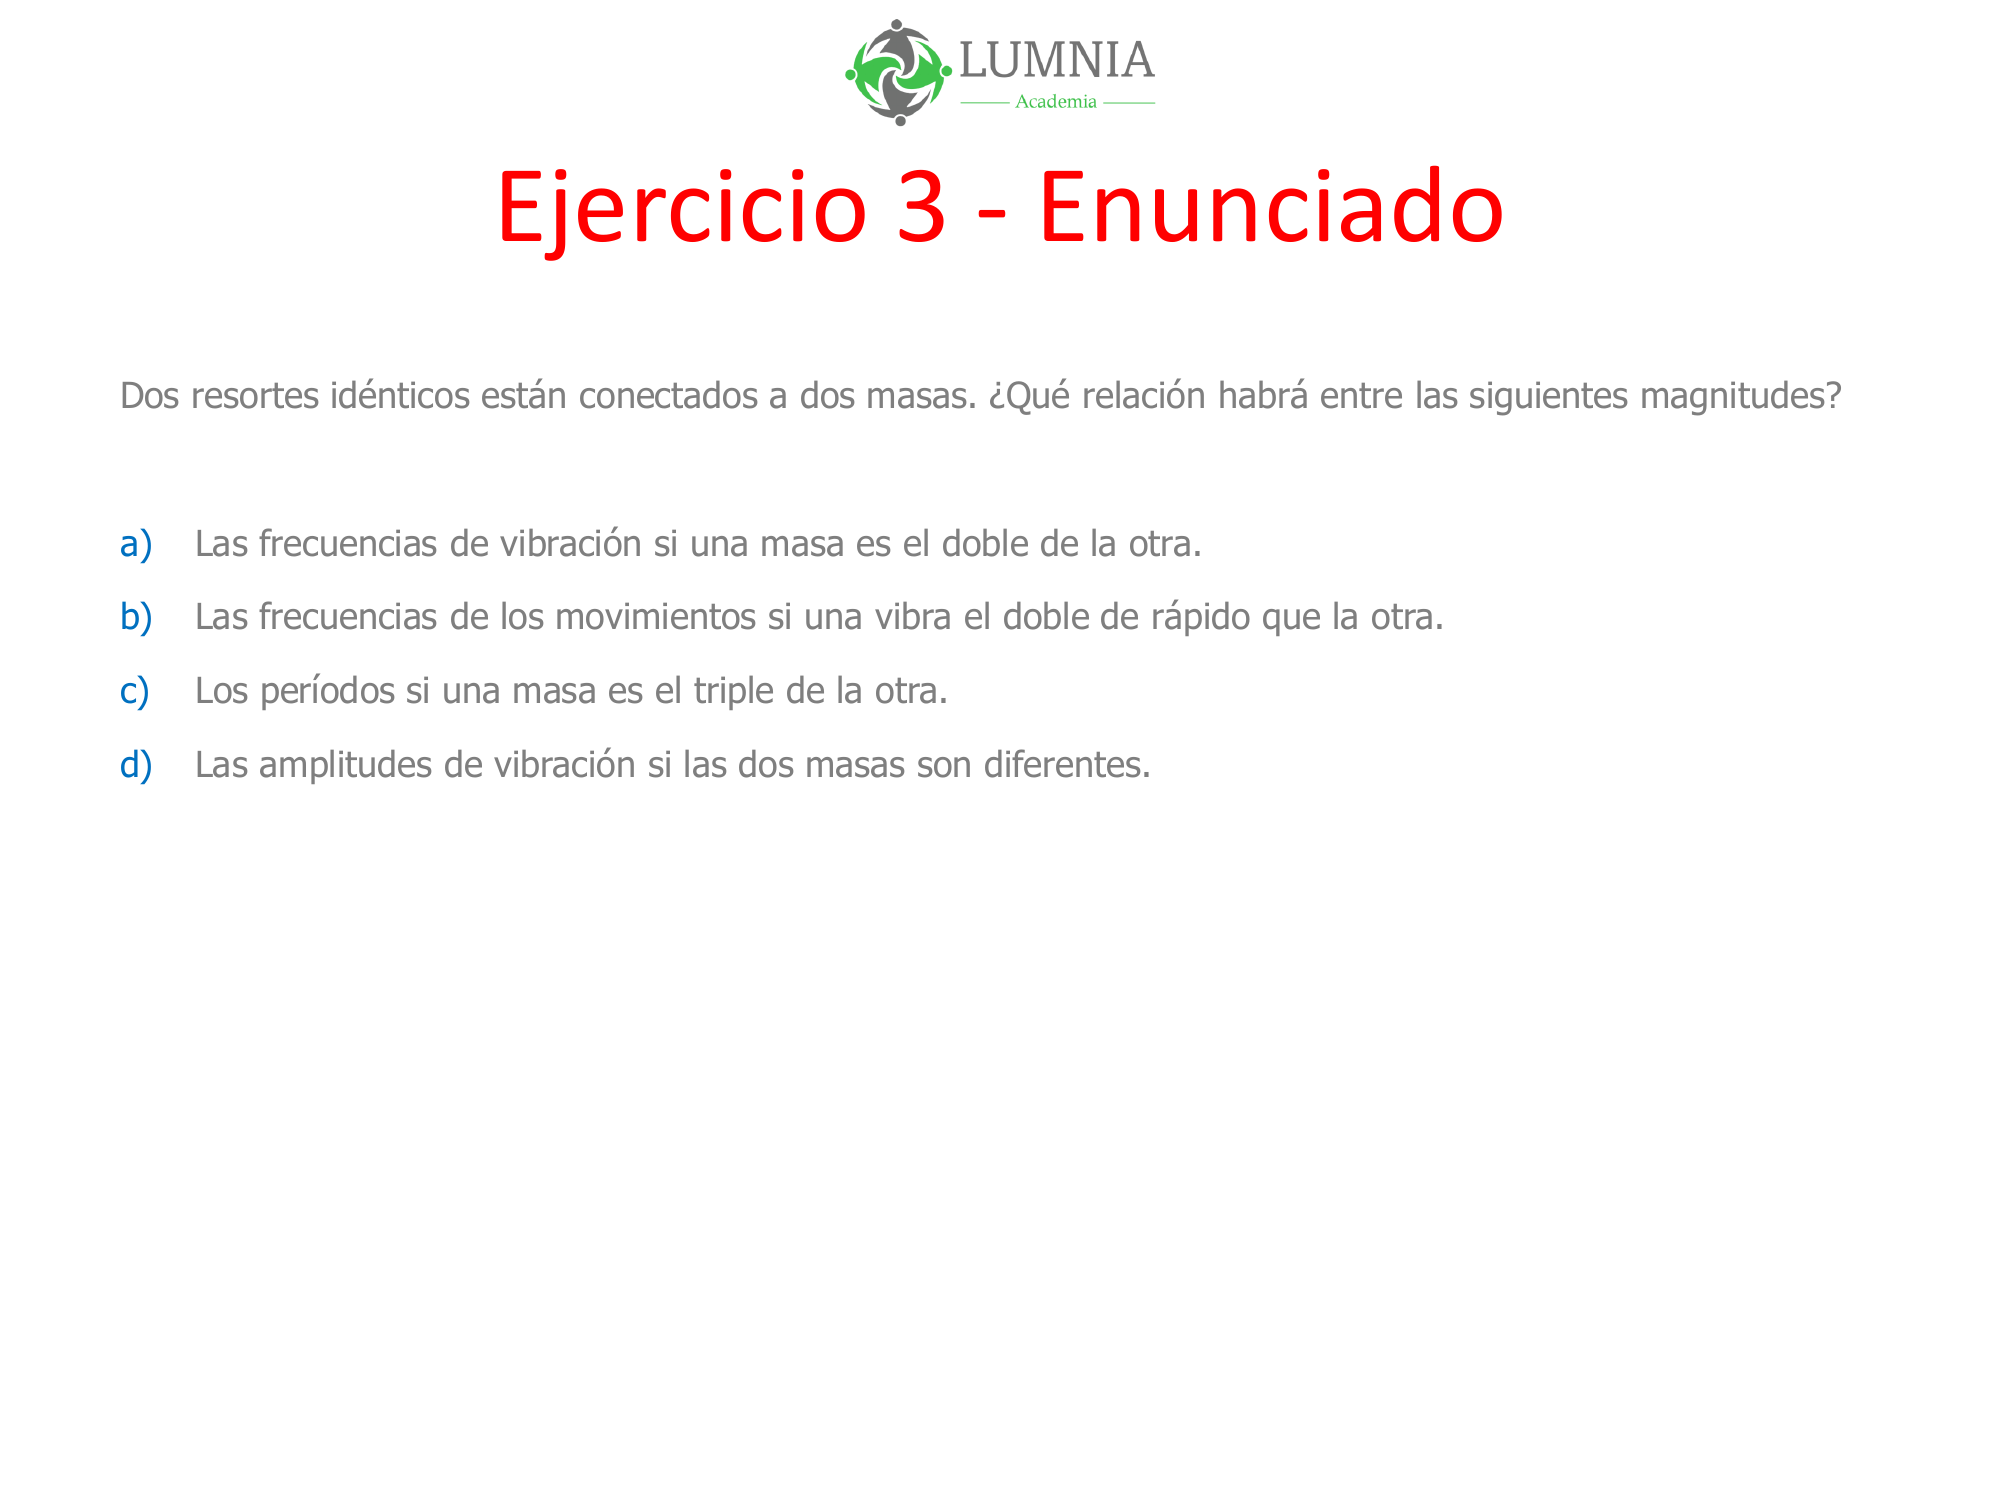 LUMNIA
Academia
Ejercicio 3 - Enunciado
Dos resortes idénticos están conectados a dos masas. ¿Qué relación habrá entre las siguientes magnitudes?
a) Las frecuencias de vibración si una masa es el doble de la otra.
b) Las frecuencias de los movimientos si una vibra el doble de rápido que la otra.
c) Los períodos si una masa es el triple de la otra.
d) Las amplitudes de vibración si las dos masas son diferentes.